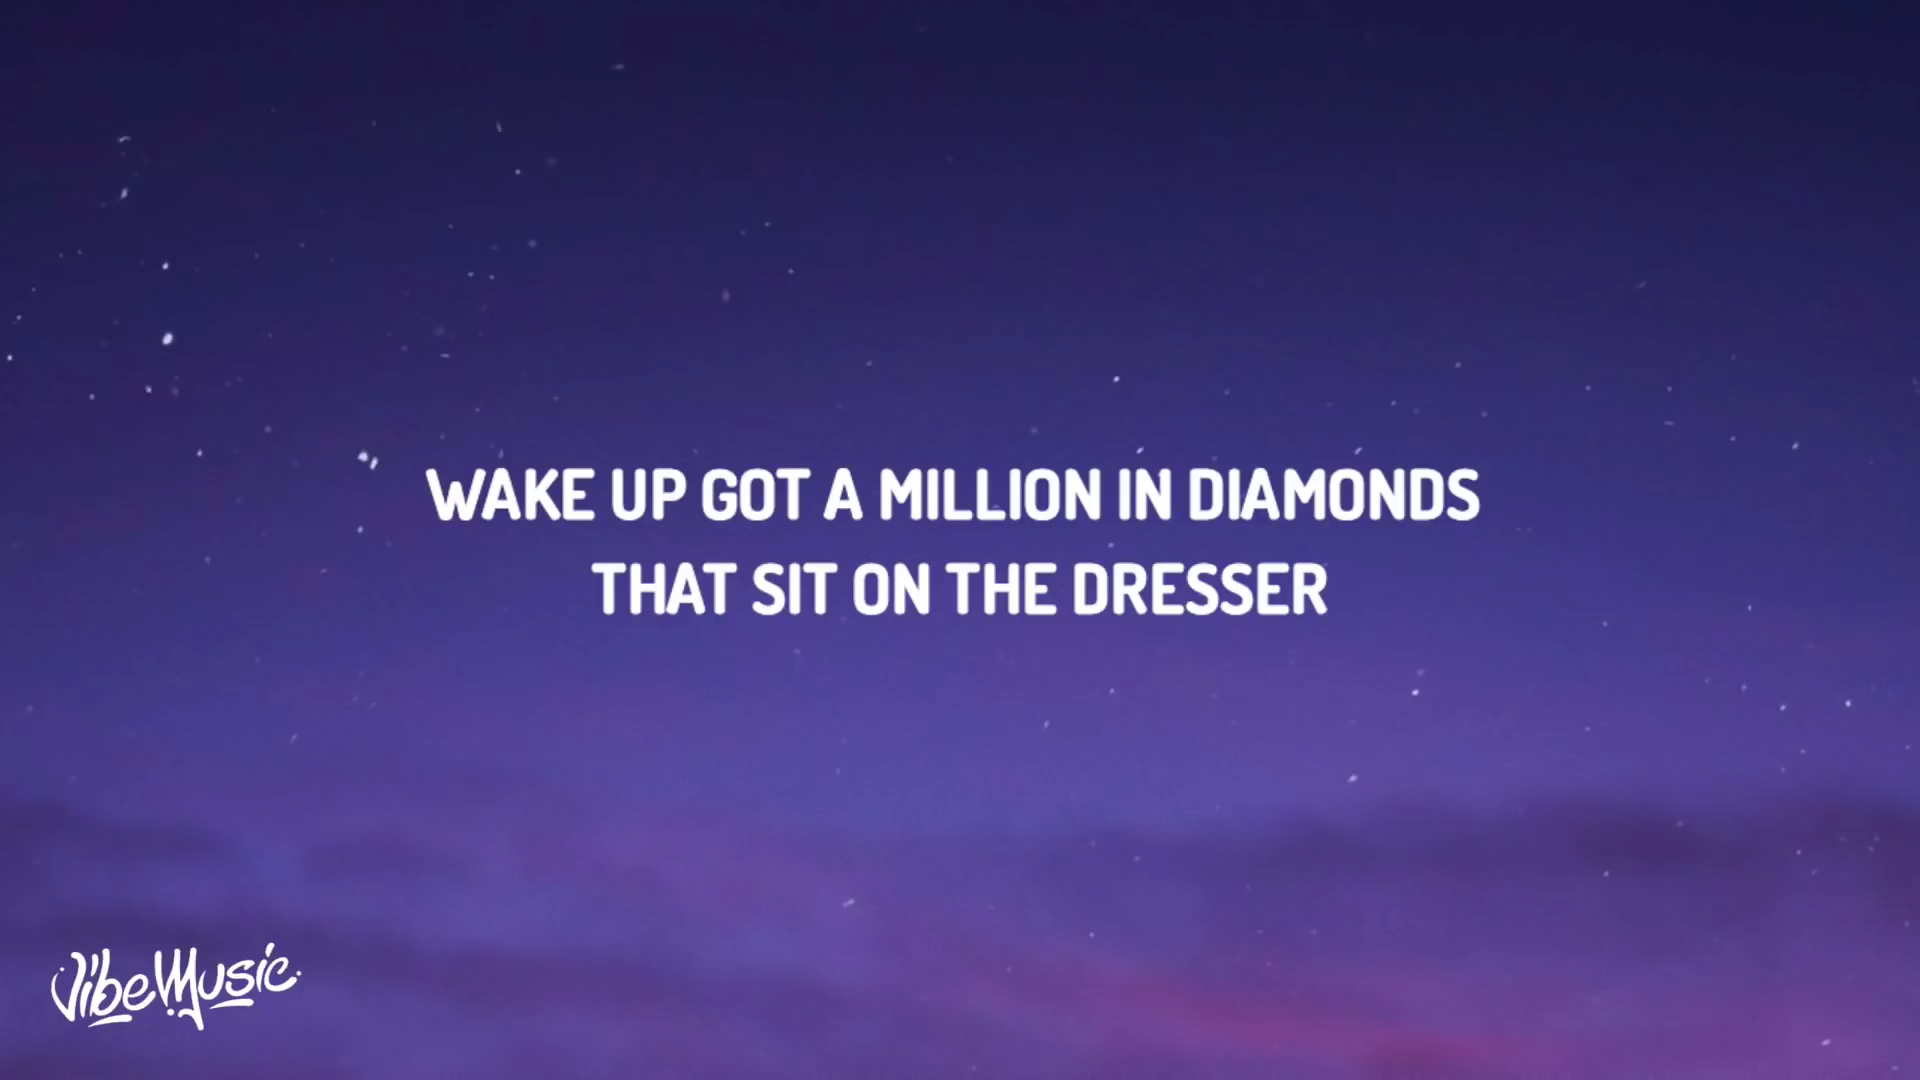 WAKE UP GOT A MILLION IN DIAMONDS
THAT SIT ON THE DRESSER
VibeMusic